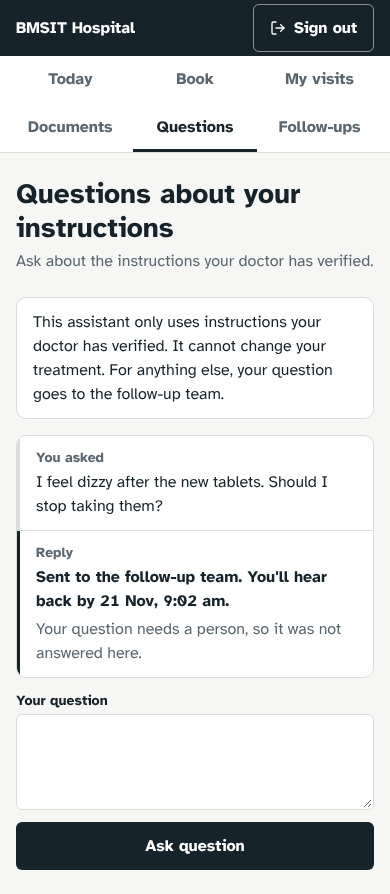 BMSIT Hospital
Sign out
Today
Book
My visits
Documents
Questions
Follow-ups
Questions about your
instructions
Ask about the instructions your doctor has verified.
This assistant only uses instructions your
doctor has verified. It cannot change your
treatment. For anything else, your question
goes to the follow-up team.
You asked
I feel dizzy after the new tablets. Should I
stop taking them?
Reply
Sent to the follow-up team. You'll hear
back by 21 Nov, 9:02 am.
Your question needs a person, so it was not
answered here.
Your question
Ask question